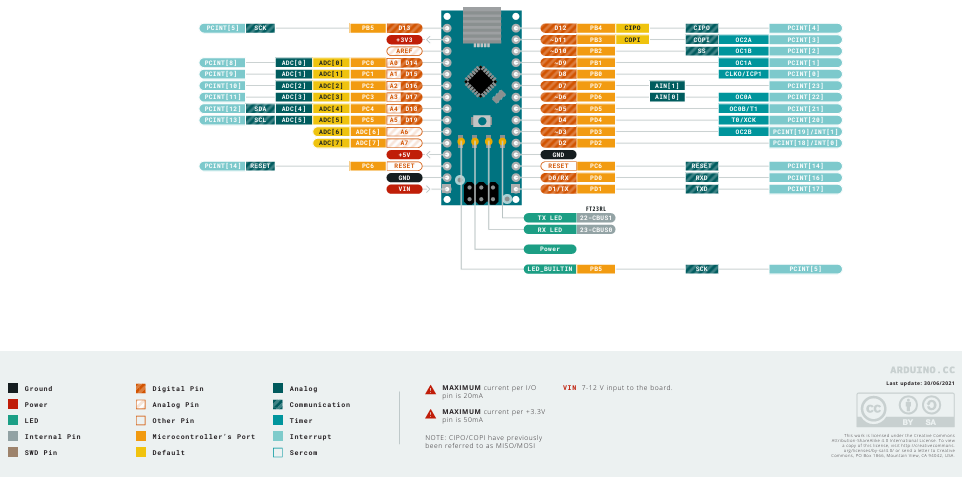 PCINT[5] SCK PB5 D13 ~D12 PB4 CIPO CIPO PCINT[4]
+3V3 ~D11 PB3 COPI COPI OC2A PCINT[3]
AREF ~D10 PB2 SS OC1B PCINT[2]
PCINT[8] ADC[0] ADC[0] PC0 A0 D14 ~D9 PB1 OC1A PCINT[1]
PCINT[9] ADC[1] ADC[1] PC1 A1 D15 ~D8 PB0 CLKO/ICP1 PCINT[0]
PCINT[10] ADC[2] ADC[2] PC2 A2 D16 D7 PD7 AIN[1] PCINT[23]
PCINT[11] ADC[3] ADC[3] PC3 A3 D17 ~D6 PD6 AIN[0] OC0A PCINT[22]
PCINT[12] SDA ADC[4] ADC[4] PC4 A4 D18 ~D5 PD5 OC0B/T1 PCINT[21]
PCINT[13] SCL ADC[5] ADC[5] PC5 A5 D19 D4 PD4 T0/XCK PCINT[20]
ADC[6] ADC[6] A6 ~D3 PD3 OC2B PCINT[19]/INT[1]
ADC[7] ADC[7] A7 D2 PD2 PCINT[18]/INT[0]
+5V GND
PCINT[14] RESET PC6 RESET RESET PC6 RESET PCINT[14]
GND D0/RX PD0 RXD PCINT[16]
VIN D1/TX PD1 TXD PCINT[17]
FT23RL
TX LED 22-CBUS1
RX LED 23-CBUS0
Power
LED_BUILTIN PB5 SCK PCINT[5]
Ground
Power
LED
Internal Pin
SWD Pin
Digital Pin
Analog Pin
Other Pin
Microcontroller's Port
Default
Analog
Communication
Timer
Interrupt
Sercom
MAXIMUM current per I/O
pin is 20mA
MAXIMUM current per +3.3V
pin is 50mA
NOTE: CIPO/COPI have previously
been referred to as MISO/MOSI
VIN 7-12 V input to the board.
ARDUINO.CC
Last update: 30/06/2021
CC BY SA
This work is licensed under the Creative Commons
Attribution-ShareAlike 4.0 International License. To view
a copy of this license, visit http://creativecommons.
org/licenses/by-sa/4.0/ or send a letter to Creative
Commons, PO Box 1866, Mountain View, CA 94042, USA.